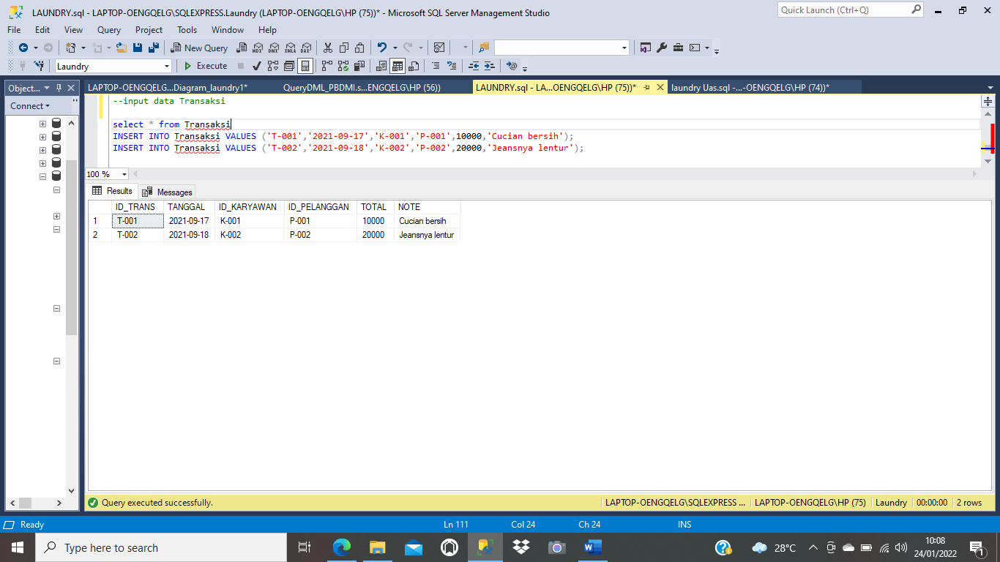 LAUNDRY.sql - LAPTOP-OENGQELG\SQLEXPRESS.Laundry (LAPTOP-OENGQELG\HP (75))* - Microsoft SQL Server Management Studio
Quick Launch (Ctrl+Q)
File Edit View Query Project Tools Window Help
New Query MDX DMX XMLA DAX
Laundry Execute
Object...
LAPTOP-OENGQELG...Diagram_laundry1* QueryDML_PBDMI.s...ENGQELG\HP (56)) LAUNDRY.sql - LA...OENGQELG\HP (75))* laundry Uas.sql -...-OENGQELG\HP (74))*
Connect
--input data Transaksi
select * from Transaksi
INSERT INTO Transaksi VALUES ('T-001','2021-09-17','K-001','P-001',10000,'Cucian bersih');
INSERT INTO Transaksi VALUES ('T-002','2021-09-18','K-002','P-002',20000,'Jeansnya lentur');
100 %
Results Messages
ID_TRANS TANGGAL ID_KARYAWAN ID_PELANGGAN TOTAL NOTE
1 T-001 2021-09-17 K-001 P-001 10000 Cucian bersih
2 T-002 2021-09-18 K-002 P-002 20000 Jeansnya lentur
Query executed successfully. LAPTOP-OENGQELG\SQLEXPRESS ... LAPTOP-OENGQELG\HP (75) Laundry 00:00:00 2 rows
Ready Ln 111 Col 24 Ch 24 INS
Type here to search
28°C
10:08
24/01/2022
1